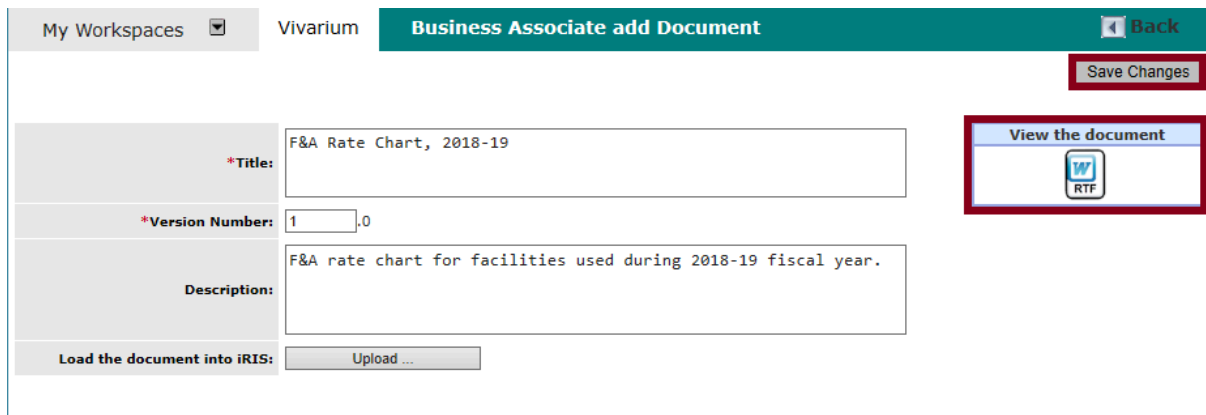 My Workspaces Vivarium Business Associate add Document Back
Save Changes
*Title: F&A Rate Chart, 2018-19
View the document
W
RTF
*Version Number: 1 .0
Description: F&A rate chart for facilities used during 2018-19 fiscal year.
Load the document into iRIS: Upload ...